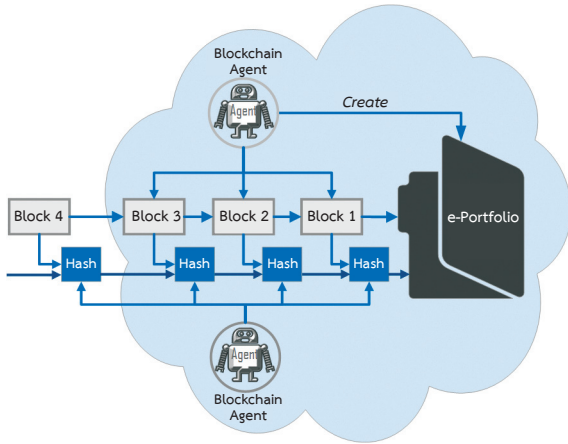 Blockchain
Agent
Agent
Create
e-Portfolio
Block 4
Block 3
Block 2
Block 1
Hash
Hash
Hash
Hash
Agent
Blockchain
Agent